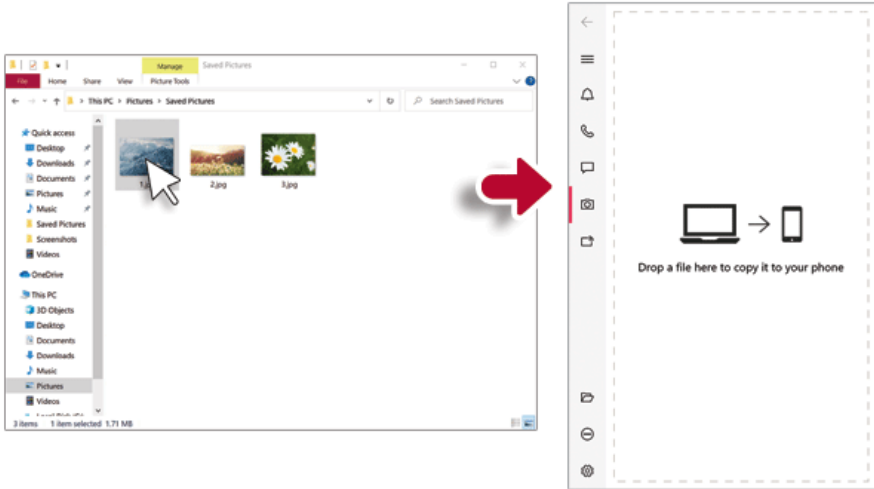 Manage
Saved Pictures
File
Home
Share
View
Picture Tools
This PC > Pictures > Saved Pictures
Search Saved Pictures
Quick access
Desktop
Downloads
Documents
Pictures
Music
Saved Pictures
Screenshots
Videos
OneDrive
This PC
3D Objects
Desktop
Documents
Downloads
Music
Pictures
Videos
2.jpg
3.jpg
3 items
1 item selected
1.71 MB
Drop a file here to copy it to your phone